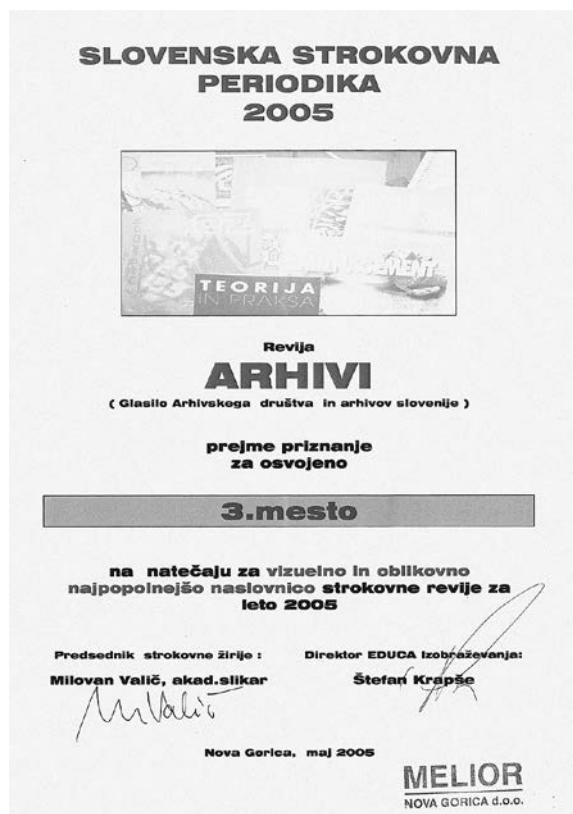 SLOVENSKA STROKOVNA
PERIODIKA
2005
TEORIJA
IN PRAKSA
Revija
ARHIVI
( Glasilo Arhivskega društva in arhivov slovenije )
prejme priznanje
za osvojeno
3.mesto
na natečaju za vizuelno in oblikovno
najpopolnejšo naslovnico strokovne revije za
leto 2005
Predsednik strokovne žirije :
Direktor EDUCA Izobraževanja:
Milovan Valič, akad.slikar
Štefan Krapše
Nova Gorica, maj 2005
MELIOR
NOVA GORICA d.o.o.